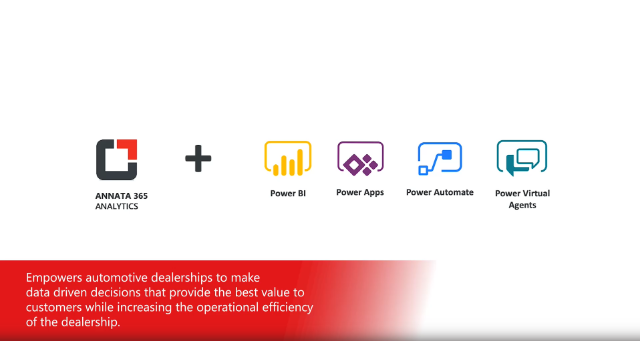 ANNATA 365
ANALYTICS
Power BI
Power Apps
Power Automate
Power Virtual
Agents
Empowers automotive dealerships to make
data driven decisions that provide the best value to
customers while increasing the operational efficiency
of the dealership.